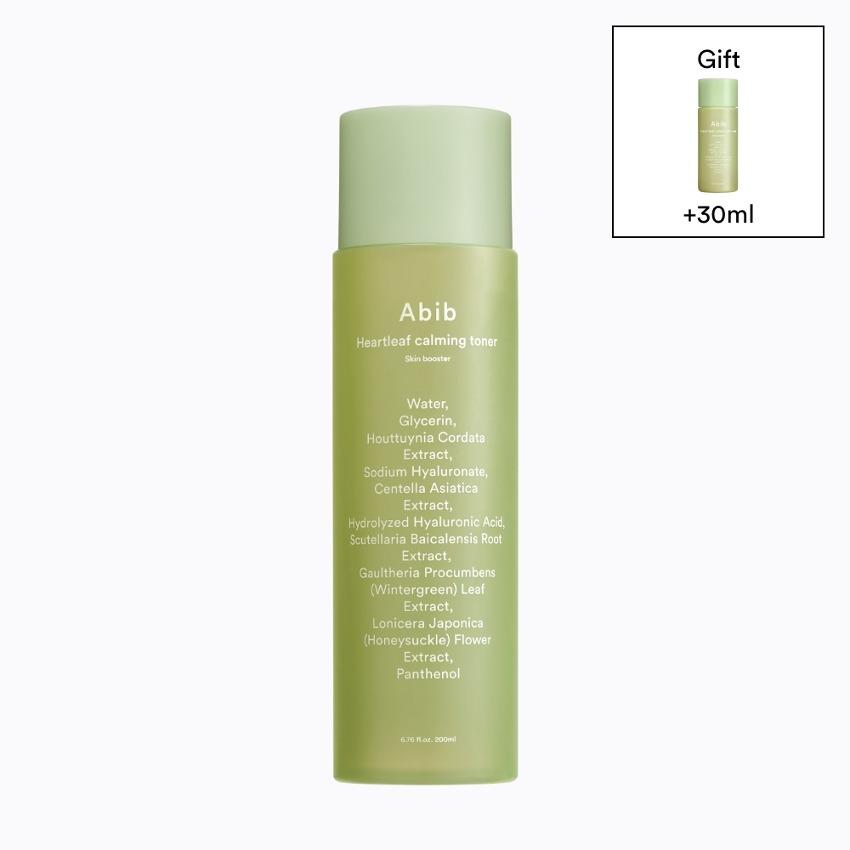 Gift
Abib
+30ml
Abib
Heartleaf calming toner
Skin booster
Water,
Glycerin,
Houttuynia Cordata
Extract,
Sodium Hyaluronate,
Centella Asiatica
Extract,
Hydrolyzed Hyaluronic Acid,
Scutellaria Baicalensis Root
Extract,
Gaultheria Procumbens
(Wintergreen) Leaf
Extract,
Lonicera Japonica
(Honeysuckle) Flower
Extract,
Panthenol
6.76 fl.oz. 200ml